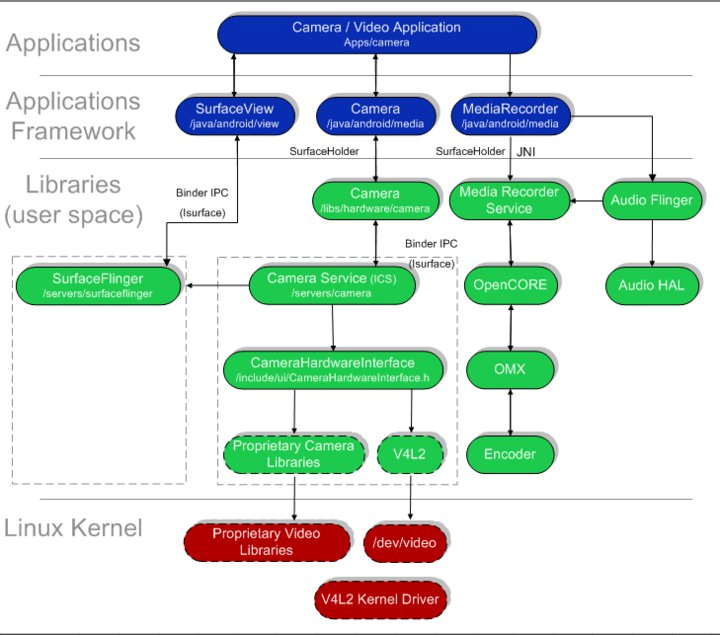 Applications
Camera / Video Application
Apps/camera
Applications
Framework
SurfaceView
/java/android/view
Camera
/java/android/media
MediaRecorder
/java/android/media
SurfaceHolder
SurfaceHolder
JNI
Libraries
(user space)
Binder IPC
(Isurface)
Camera
/libs/hardware/camera
Media Recorder
Service
Audio Flinger
Binder IPC
(Isurface)
SurfaceFlinger
/servers/surfaceflinger
Camera Service (ICS)
/servers/camera
OpenCORE
Audio HAL
CameraHardwareInterface
/include/ui/CameraHardwareInterface.h
OMX
Proprietary Camera
Libraries
V4L2
Encoder
Linux Kernel
Proprietary Video
Libraries
/dev/video
V4L2 Kernel Driver